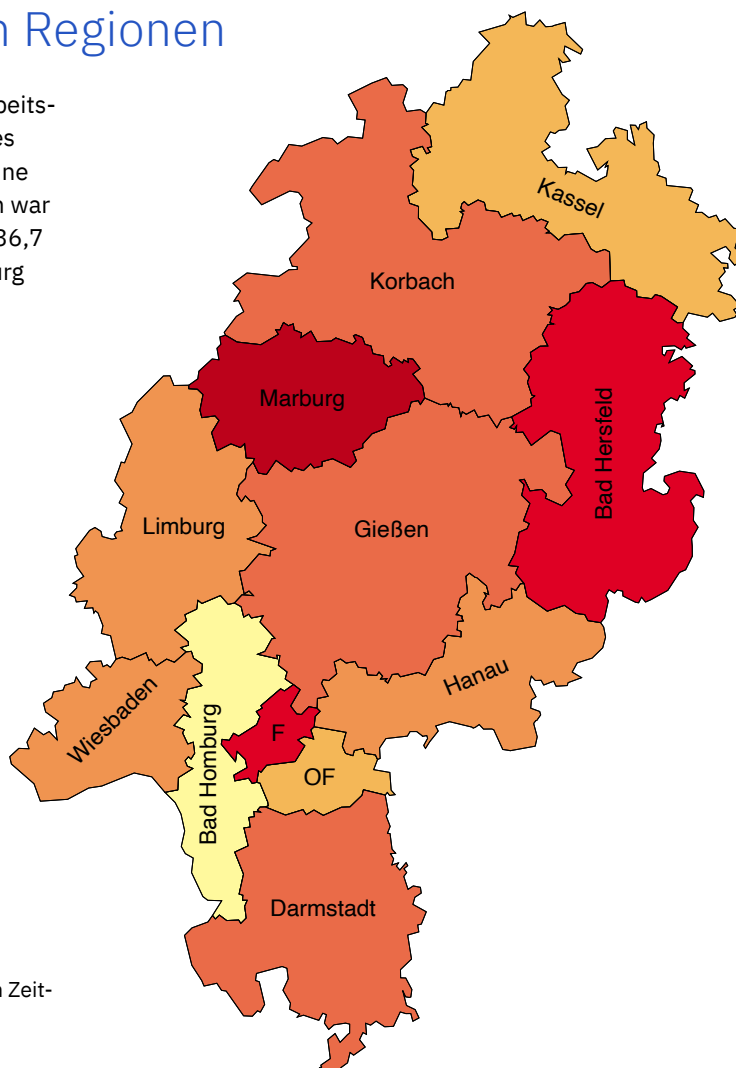 n Regionen
beits-
es
ne
n war
36,7
urg
Kassel
Korbach
Marburg
Bad Hersfeld
Limburg
Gießen
Hanau
Wiesbaden
Bad Homburg
F
OF
Darmstadt
n Zeit-